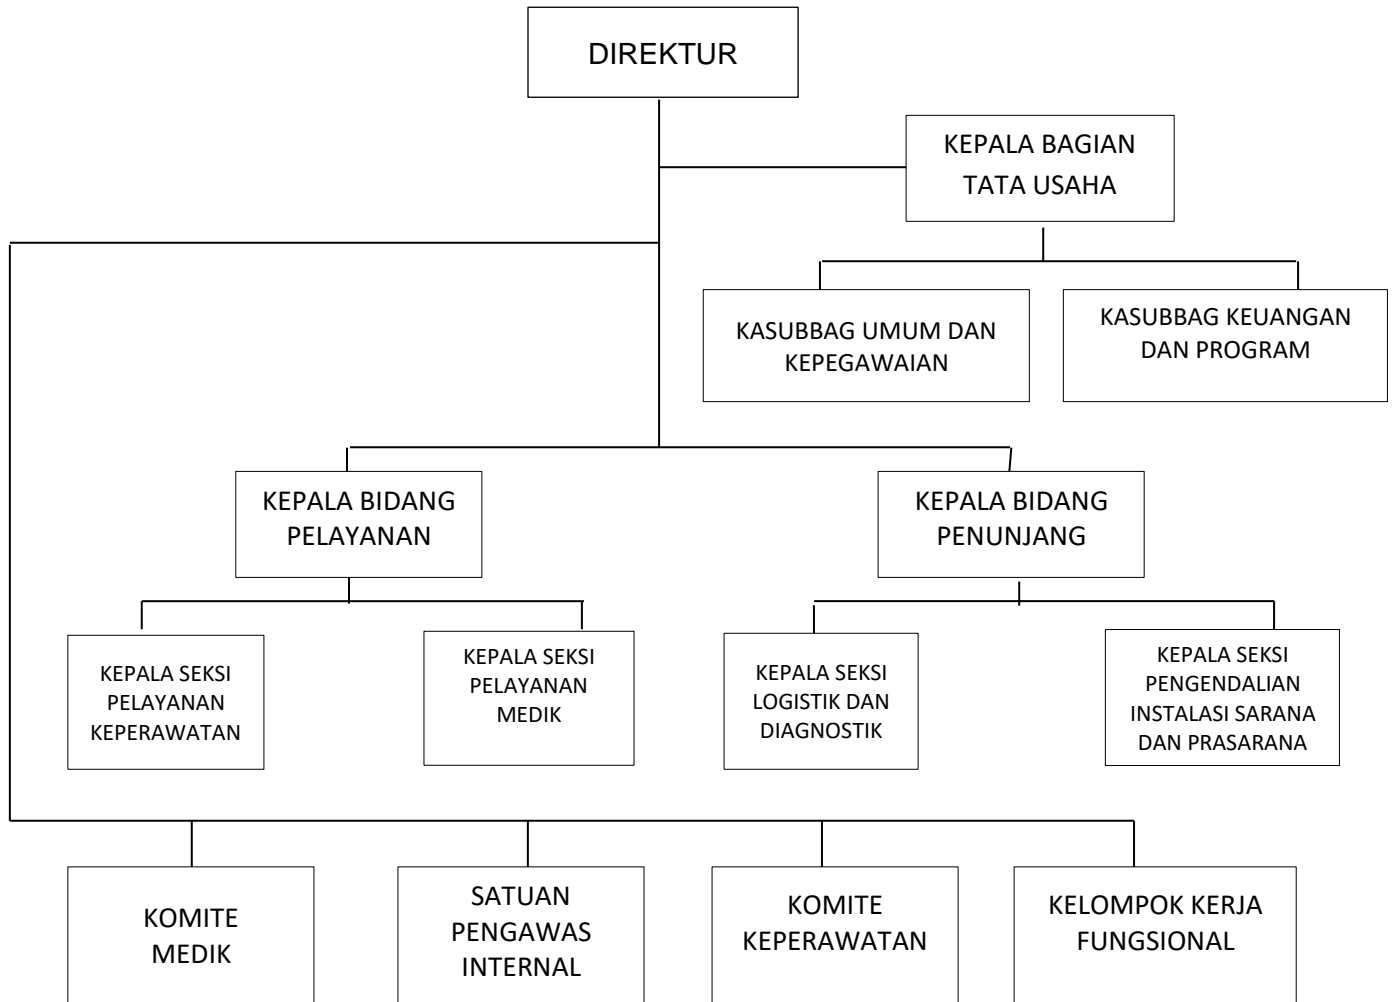 DIREKTUR
KEPALA BAGIAN
TATA USAHA
KASUBBAG UMUM DAN
KEPEGAWAIAN
KASUBBAG KEUANGAN
DAN PROGRAM
KEPALA BIDANG
PELAYANAN
KEPALA BIDANG
PENUNJANG
KEPALA SEKSI
PELAYANAN
KEPERAWATAN
KEPALA SEKSI
PELAYANAN
MEDIK
KEPALA SEKSI
LOGISTIK DAN
DIAGNOSTIK
KEPALA SEKSI
PENGENDALIAN
INSTALASI SARANA
DAN PRASARANA
KOMITE
MEDIK
SATUAN
PENGAWAS
INTERNAL
KOMITE
KEPERAWATAN
KELOMPOK KERJA
FUNGSIONAL